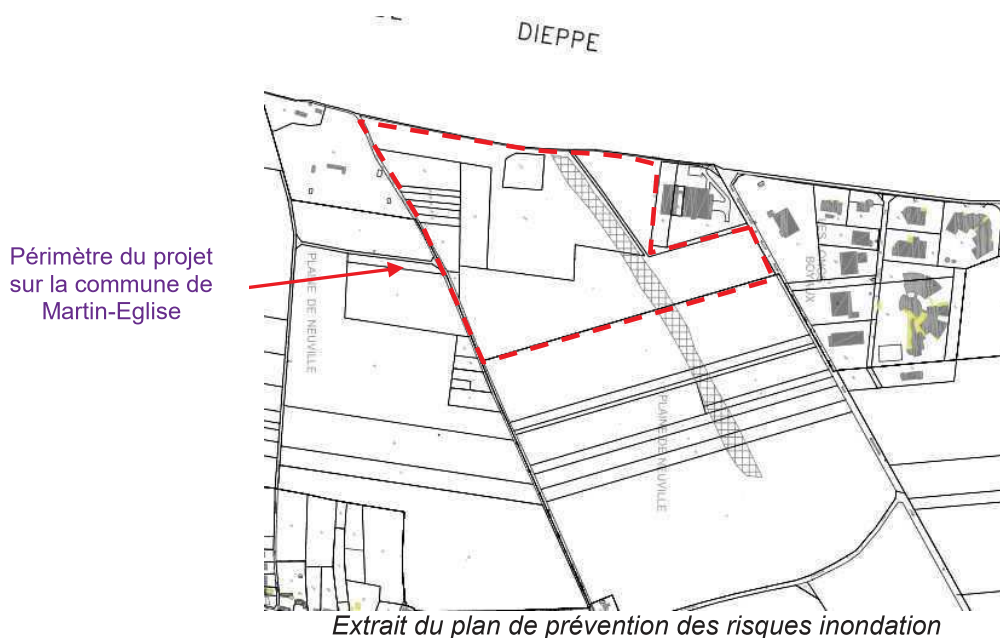 DIEPPE
Périmètre du projet
sur la commune de
Martin-Eglise
PLAINE DE NEUVILLE
PLAINE DE NEUVILLE
BOYAUX
Extrait du plan de prévention des risques inondation